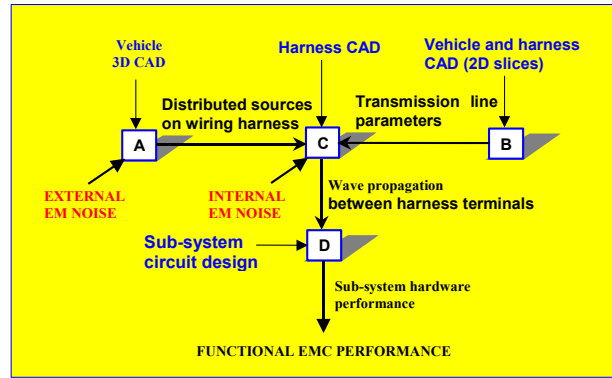 Vehicle
3D CAD
Harness CAD
Vehicle and harness
CAD (2D slices)
Distributed sources
on wiring harness
Transmission line
parameters
A
C
B
EXTERNAL
EM NOISE
INTERNAL
EM NOISE
Wave propagation
between harness terminals
Sub-system
circuit design
D
Sub-system hardware
performance
FUNCTIONAL EMC PERFORMANCE